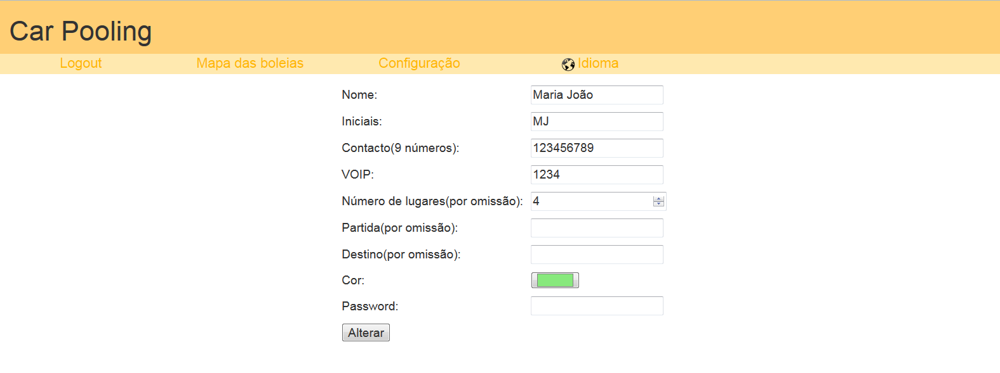 Car Pooling
Logout Mapa das boleias Configuração Idioma
Nome: Maria João
Iniciais: MJ
Contacto(9 números): 123456789
VOIP: 1234
Número de lugares(por omissão): 4
Partida(por omissão):
Destino(por omissão):
Cor:
Password:
Alterar